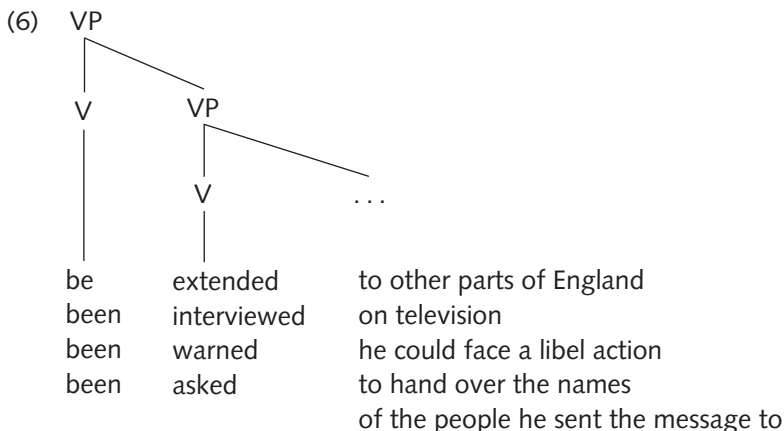 (6) VP
V VP
V ...
be extended to other parts of England
been interviewed on television
been warned he could face a libel action
been asked to hand over the names
of the people he sent the message to